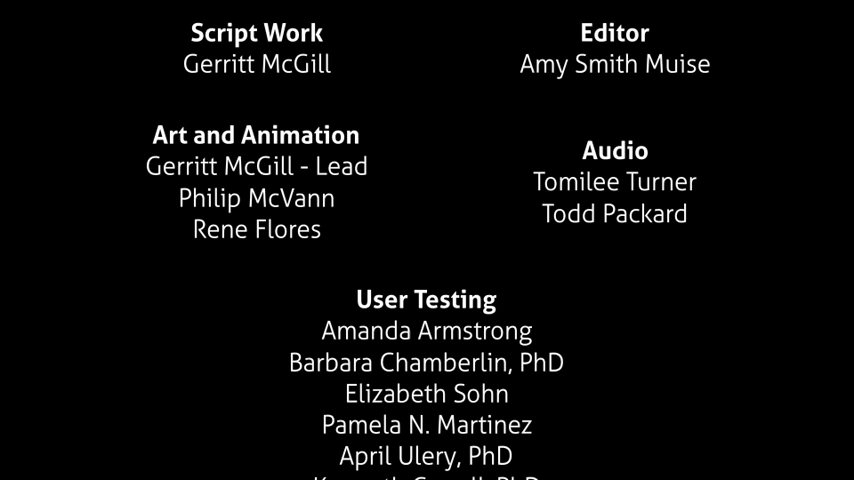 Script Work
Gerritt McGill
Editor
Amy Smith Muise
Art and Animation
Gerritt McGill - Lead
Philip McVann
Rene Flores
Audio
Tomilee Turner
Todd Packard
User Testing
Amanda Armstrong
Barbara Chamberlin, PhD
Elizabeth Sohn
Pamela N. Martinez
April Ulery, PhD